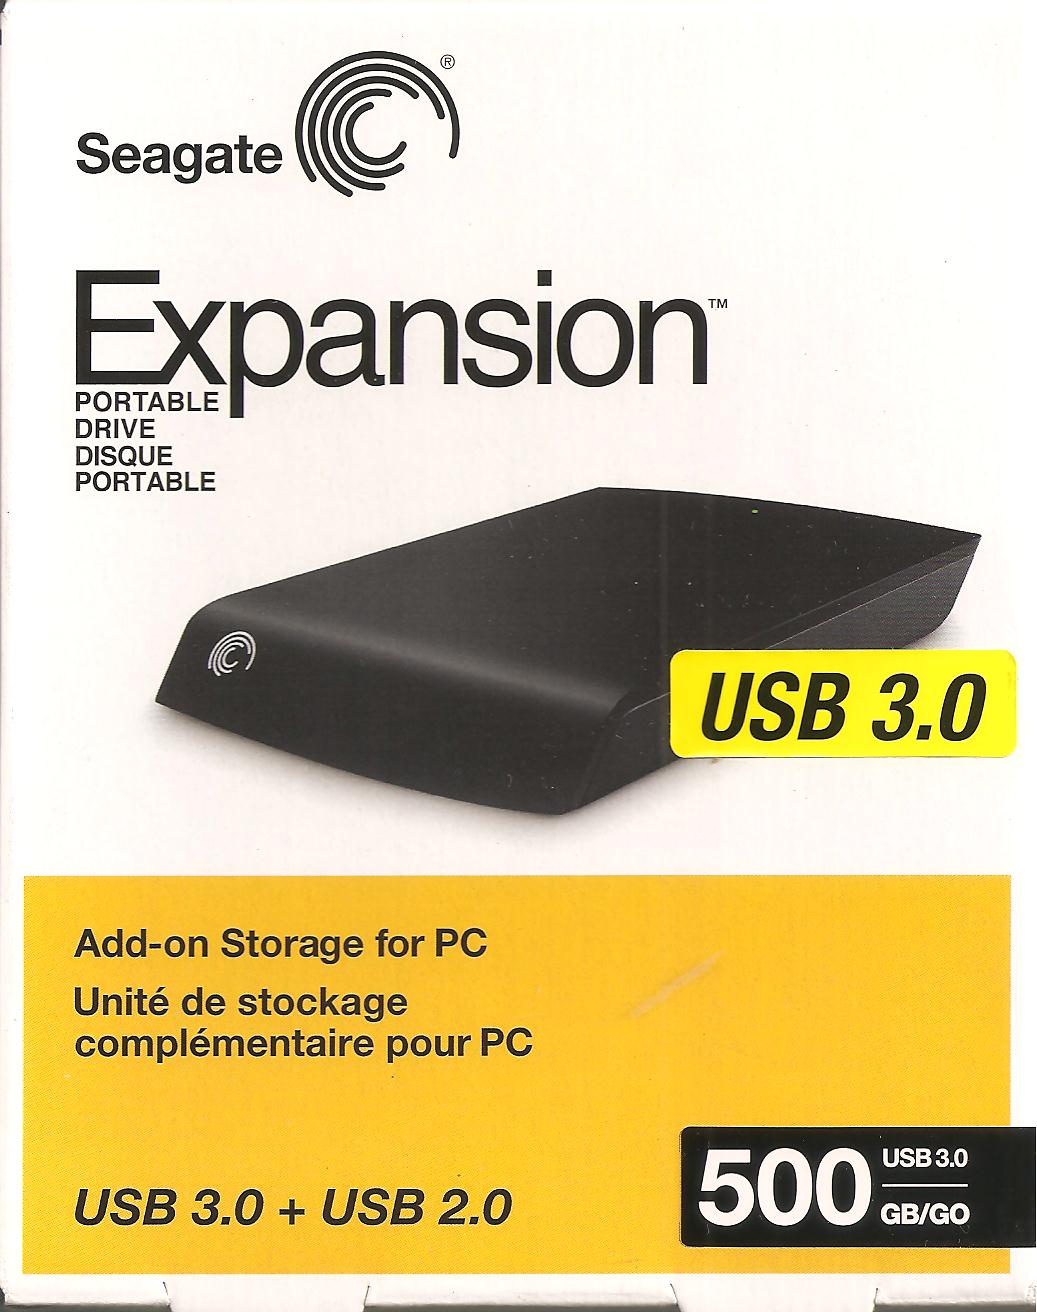 Seagate®
Expansion™
PORTABLE
DRIVE
DISQUE
PORTABLE
USB 3.0
Add-on Storage for PC
Unité de stockage
complémentaire pour PC
USB 3.0 + USB 2.0
500 USB 3.0
GB/GO